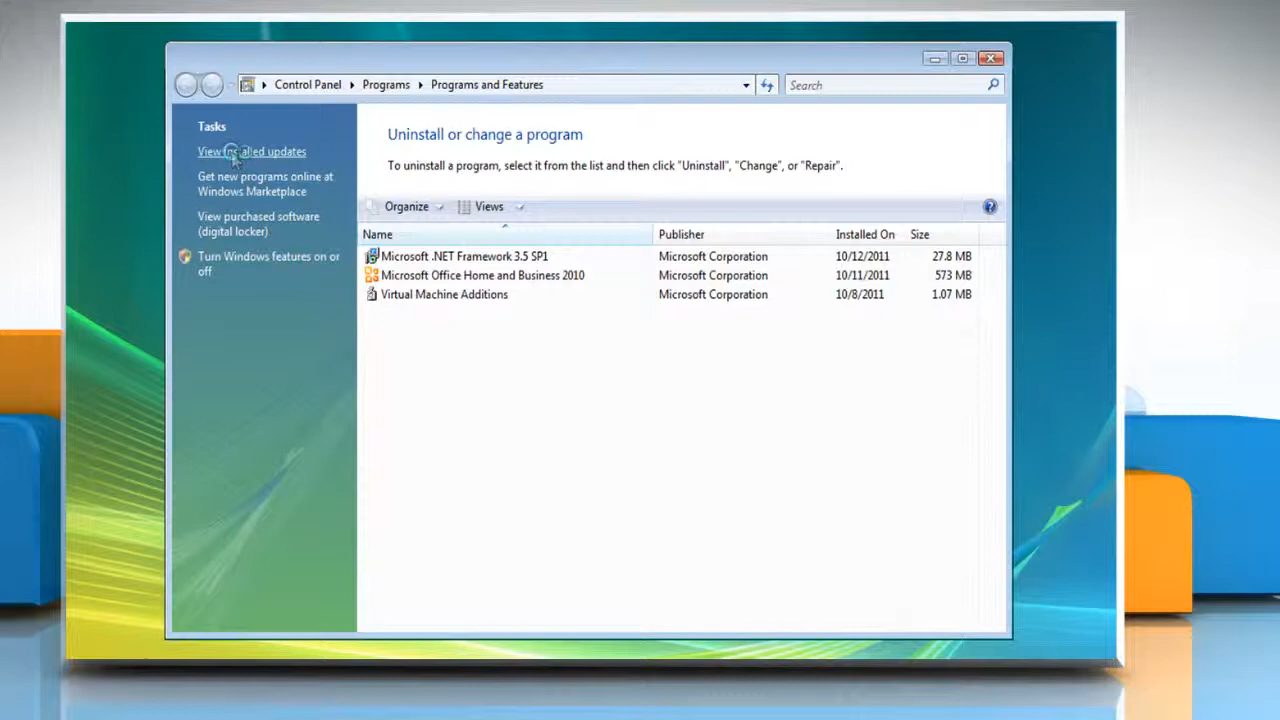 Control Panel
Programs
Programs and Features
Search
Tasks
View installed updates
Get new programs online at
Windows Marketplace
View purchased software
(digital locker)
Turn Windows features on or
off
Uninstall or change a program
To uninstall a program, select it from the list and then click "Uninstall", "Change", or "Repair".
Organize
Views
Name Publisher Installed On Size
Microsoft .NET Framework 3.5 SP1 Microsoft Corporation 10/12/2011 27.8 MB
Microsoft Office Home and Business 2010 Microsoft Corporation 10/11/2011 573 MB
Virtual Machine Additions Microsoft Corporation 10/8/2011 1.07 MB